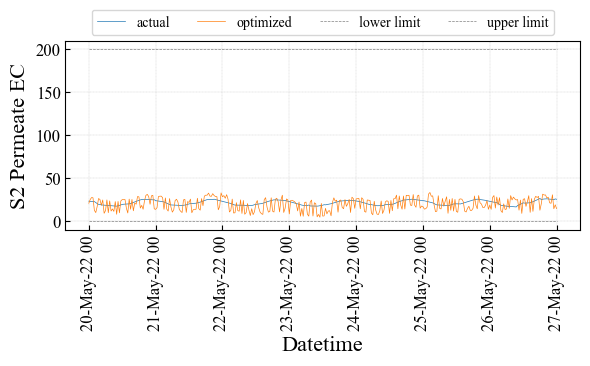 actual optimized lower limit upper limit
200
150
100
50
0
S2 Permeate EC
20-May-22 00
21-May-22 00
22-May-22 00
23-May-22 00
24-May-22 00
25-May-22 00
26-May-22 00
27-May-22 00
Datetime